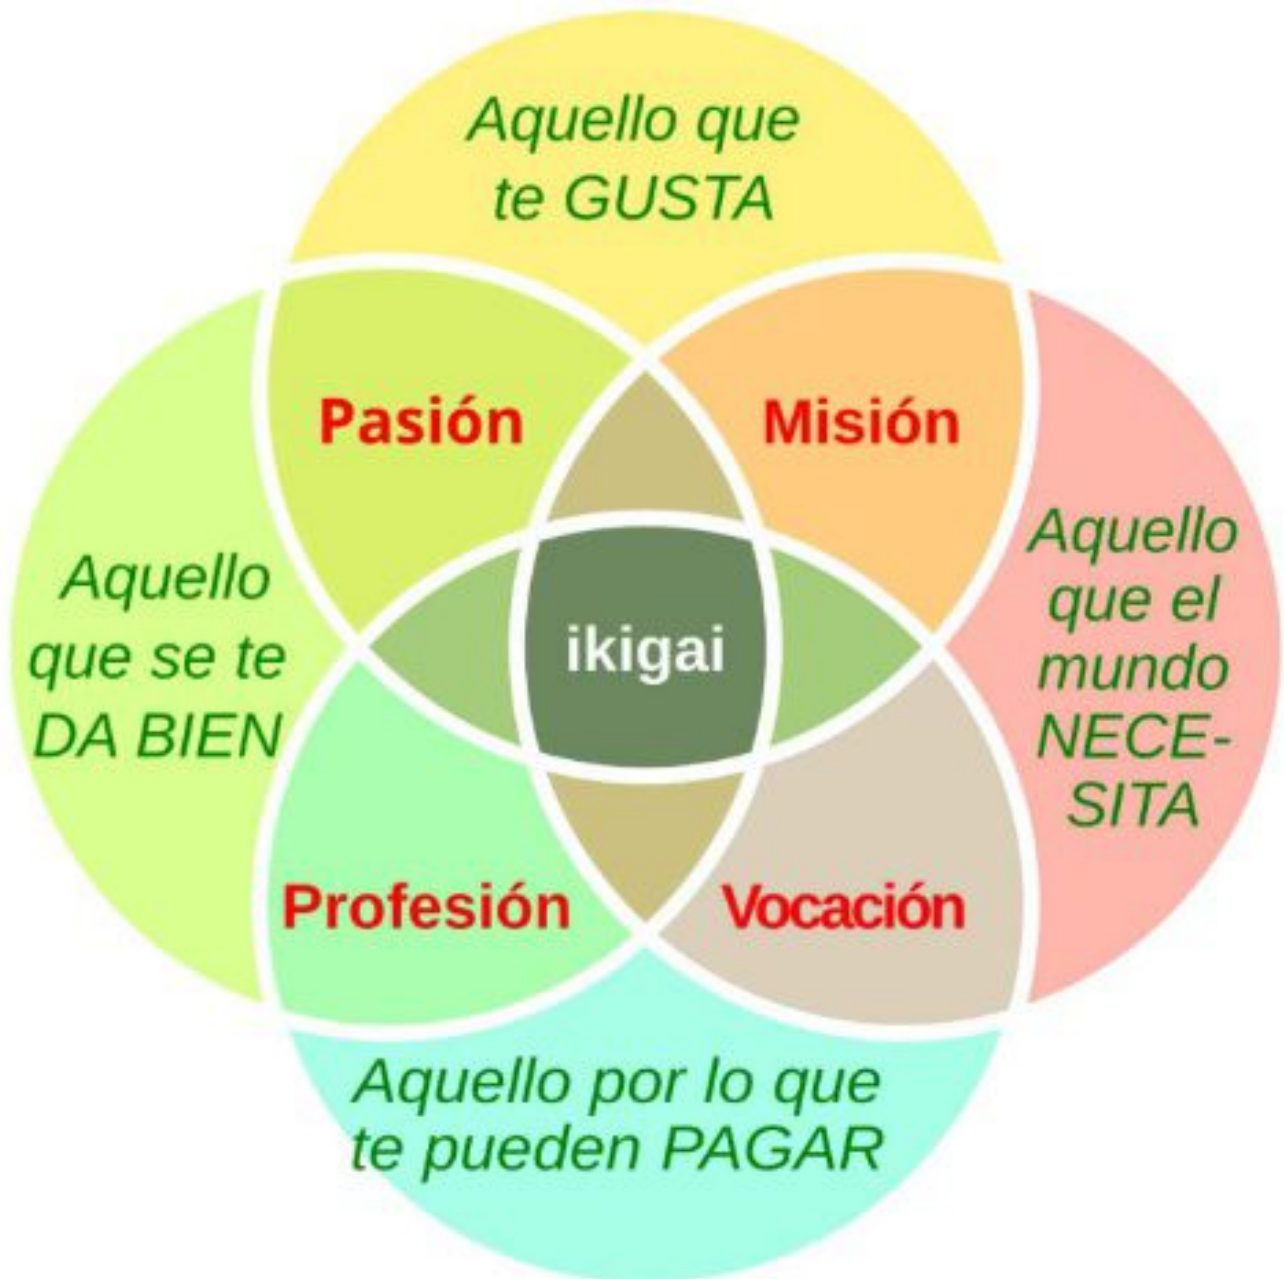 Aquello que
te GUSTA
Pasión
Misión
Aquello
que se te
DA BIEN
ikigai
Aquello
que el
mundo
NECE-
SITA
Profesión
Vocación
Aquello por lo que
te pueden PAGAR